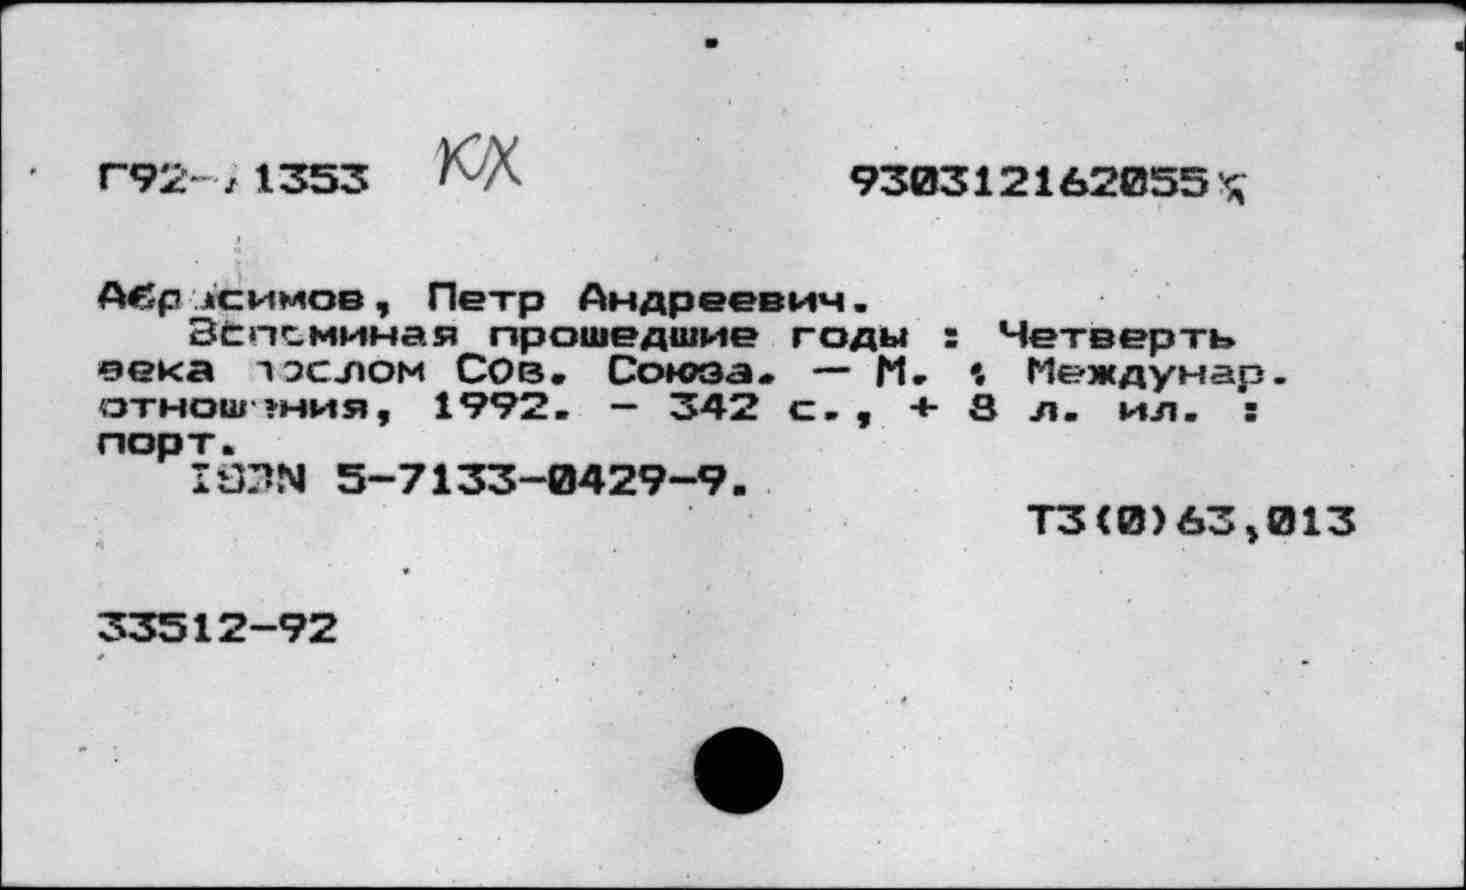 Г92-/1353 КХ 930312162055
Абрасимов, Петр Андреевич.
Вспоминая прошедшие годы : Четверть
века послом Сов. Союза. — М. : Междунар.
отношения, 1992. - 342 с., + 8 л. ил. :
порт.
ISBN 5-7133-0429-9.
Т3(0)63,013
33512-92